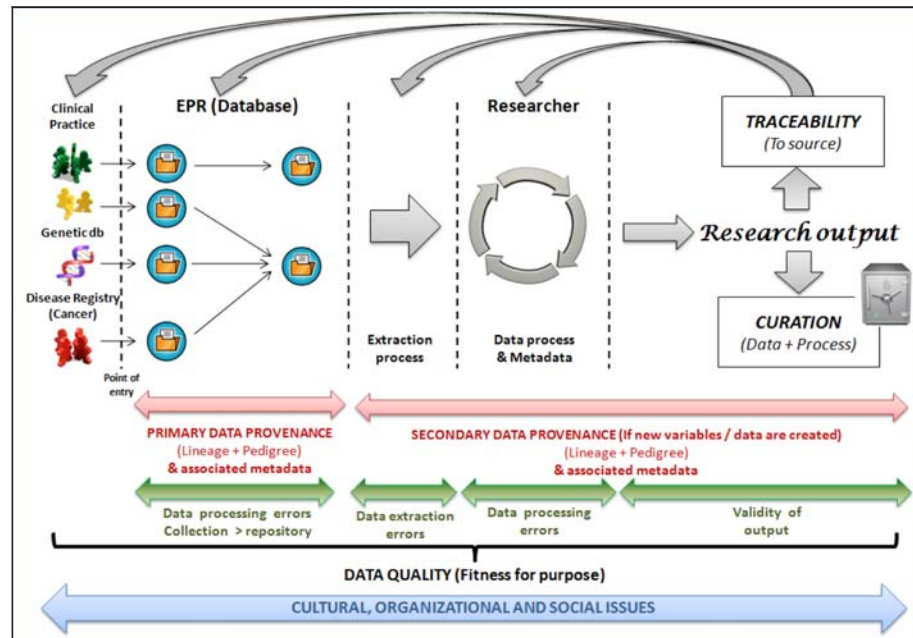 Clinical
Practice
EPR (Database)
Researcher
TRACEABILITY
(To source)
Genetic db
Research output
Disease Registry
(Cancer)
CURATION
(Data + Process)
Extraction
process
Data process
& Metadata
Point of
entry
PRIMARY DATA PROVENANCE
(Lineage + Pedigree)
& associated metadata
SECONDARY DATA PROVENANCE (If new variables / data are created)
(Lineage + Pedigree)
& associated metadata
Data processing errors
Collection > repository
Data extraction
errors
Data processing
errors
Validity of
output
DATA QUALITY (Fitness for purpose)
CULTURAL, ORGANIZATIONAL AND SOCIAL ISSUES